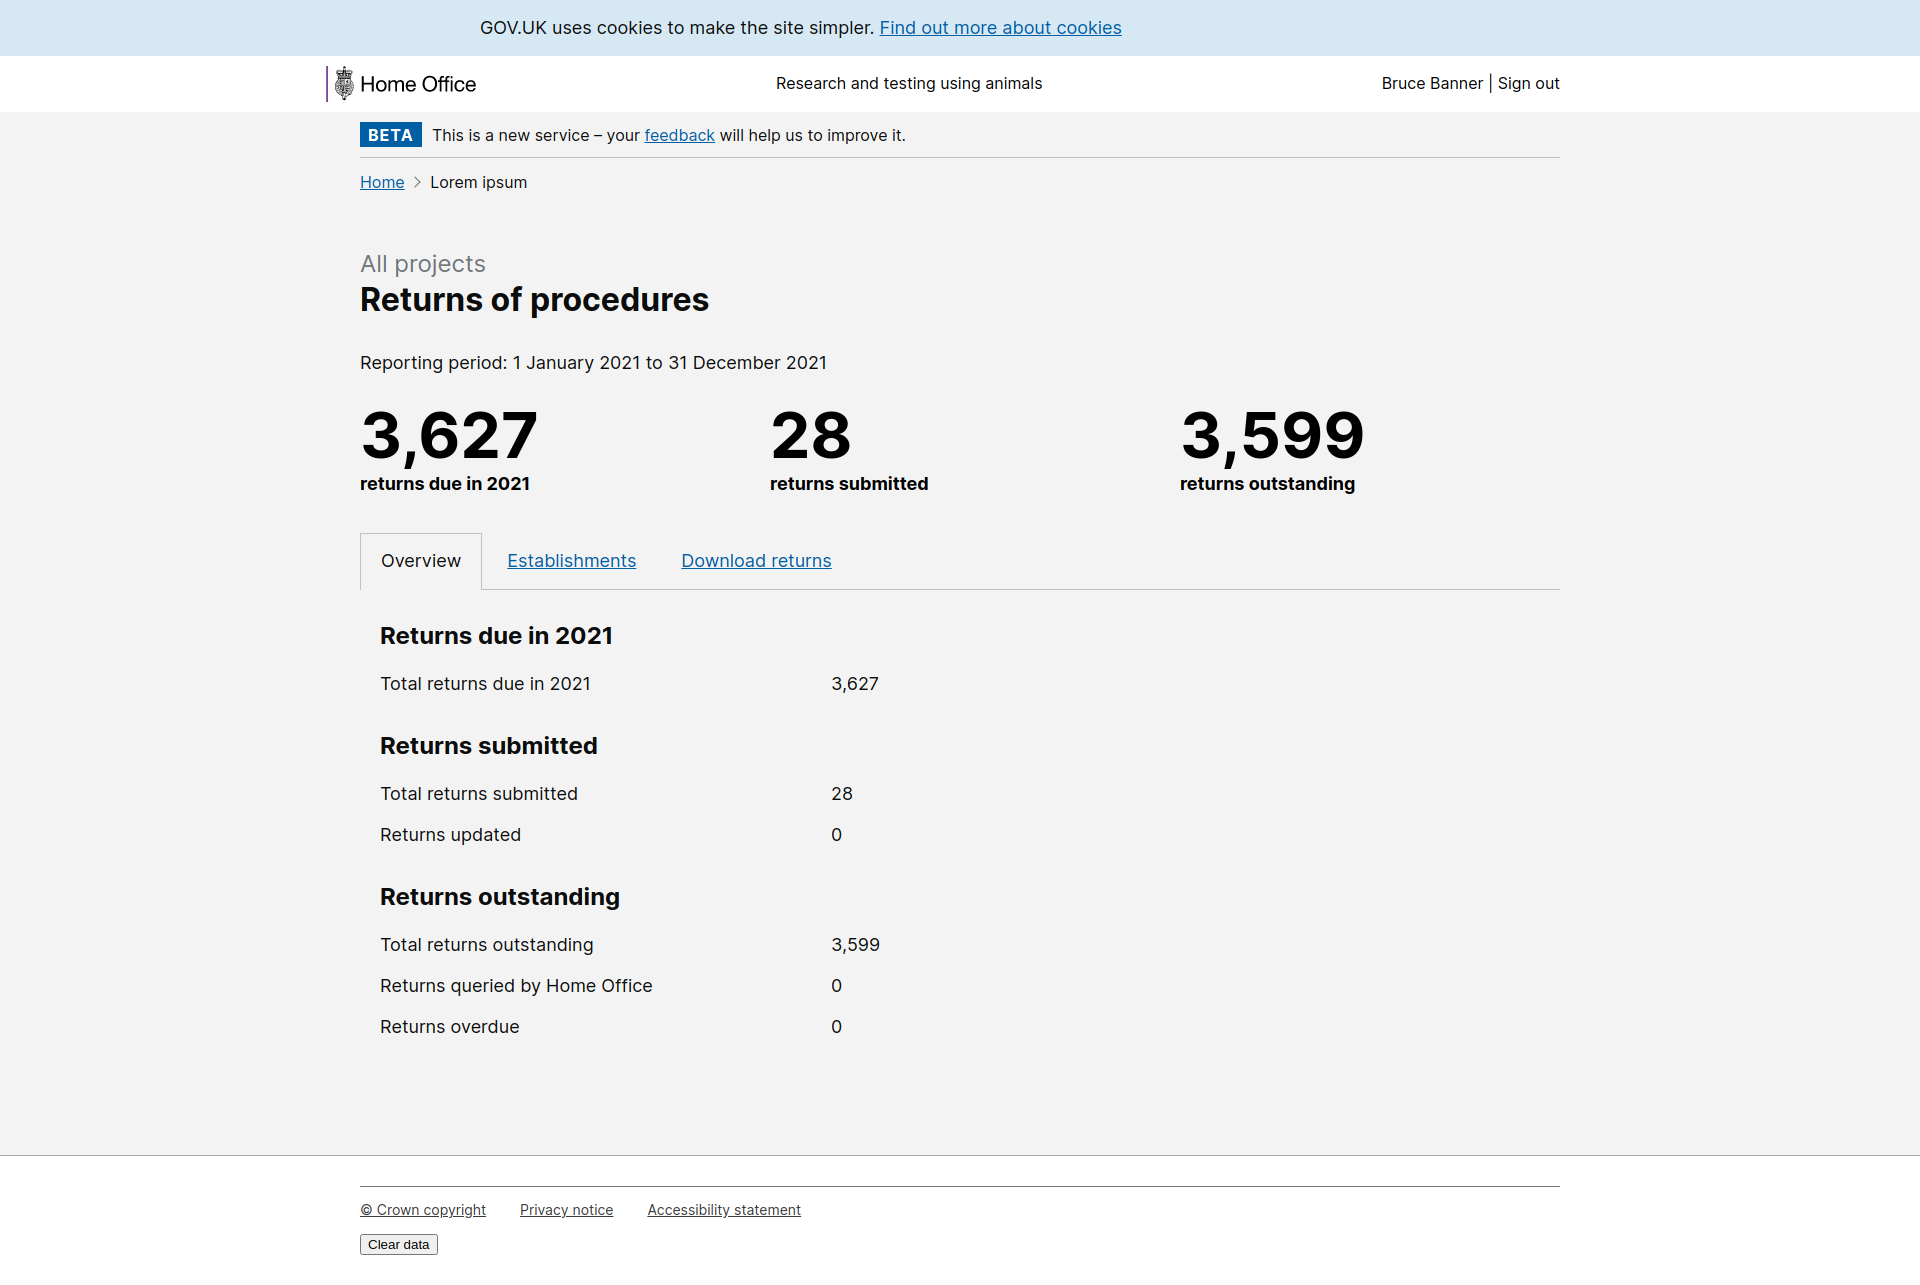 GOV.UK uses cookies to make the site simpler. Find out more about cookies
Home Office
Research and testing using animals
Bruce Banner | Sign out
BETA This is a new service – your feedback will help us to improve it.
Home > Lorem ipsum
All projects
Returns of procedures
Reporting period: 1 January 2021 to 31 December 2021
3,627 28 3,599
returns due in 2021 returns submitted returns outstanding
Overview Establishments Download returns
Returns due in 2021
Total returns due in 2021 3,627
Returns submitted
Total returns submitted 28
Returns updated 0
Returns outstanding
Total returns outstanding 3,599
Returns queried by Home Office 0
Returns overdue 0
© Crown copyright Privacy notice Accessibility statement
Clear data